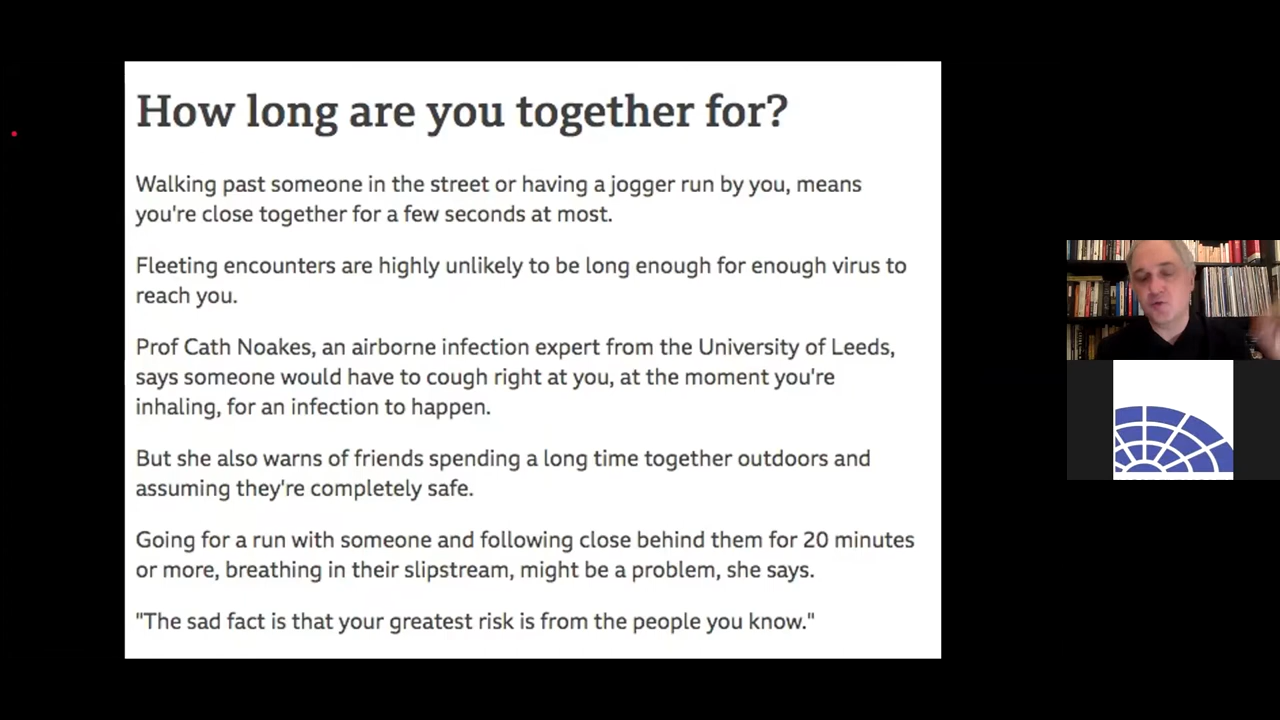 How long are you together for?
Walking past someone in the street or having a jogger run by you, means
you're close together for a few seconds at most.
Fleeting encounters are highly unlikely to be long enough for enough virus to
reach you.
Prof Cath Noakes, an airborne infection expert from the University of Leeds,
says someone would have to cough right at you, at the moment you're
inhaling, for an infection to happen.
But she also warns of friends spending a long time together outdoors and
assuming they're completely safe.
Going for a run with someone and following close behind them for 20 minutes
or more, breathing in their slipstream, might be a problem, she says.
"The sad fact is that your greatest risk is from the people you know."